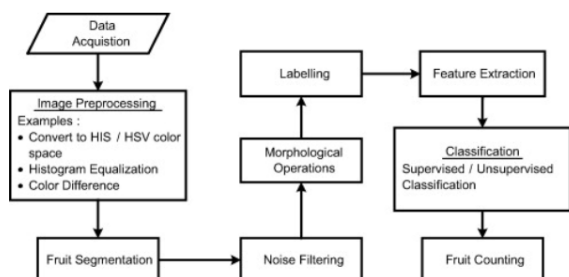 Data
Acquistion
Image Preprocessing
Examples :
• Convert to HIS / HSV color
space
• Histogram Equalization
• Color Difference
Fruit Segmentation
Noise Filtering
Morphological
Operations
Labelling
Feature Extraction
Classification
Supervised / Unsupervised
Classification
Fruit Counting